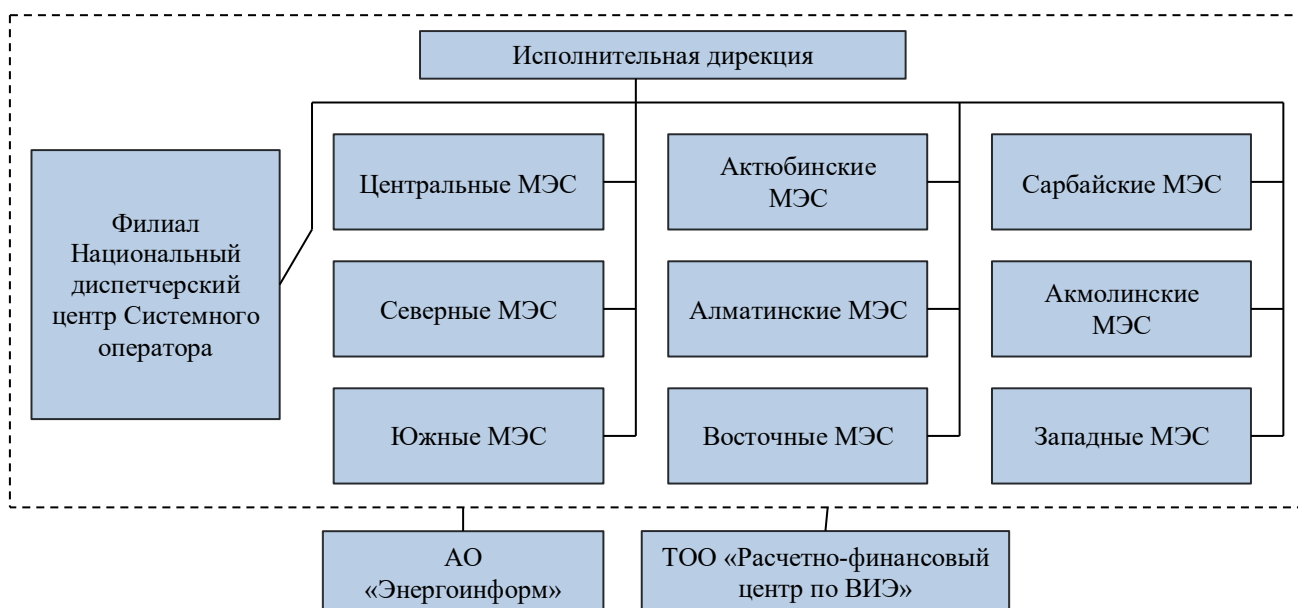 Исполнительная дирекция
Филиал
Национальный
диспетчерский
центр Системного
оператора
Центральные МЭС
Актюбинские
МЭС
Сарбайские МЭС
Северные МЭС
Алматинские МЭС
Акмолинские
МЭС
Южные МЭС
Восточные МЭС
Западные МЭС
АО
«Энергоинформ»
ТОО «Расчетно-финансовый
центр по ВИЭ»